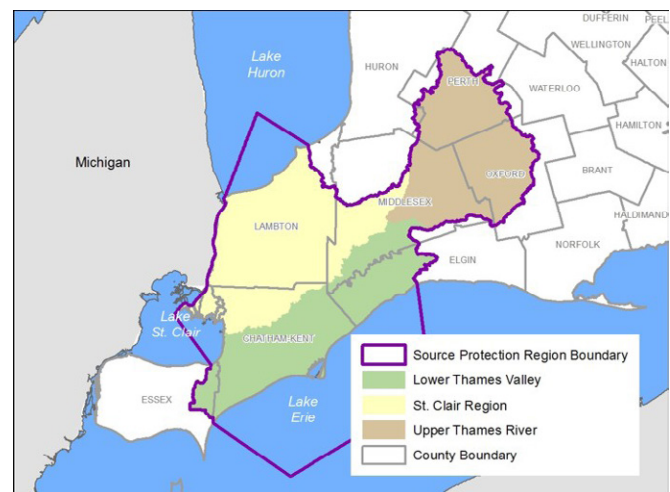 DUFFERIN
PEEL
WELLINGTON
HALTON
Lake
Huron
HURON
PERTH
WATERLOO
HAMILTON
Michigan
OXFORD
BRANT
MIDDLESEX
HALDIMAND
LAMBTON
ELGIN
NORFOLK
Lake
St. Clair
CHATHAM-KENT
ESSEX
Lake
Erie
Source Protection Region Boundary
Lower Thames Valley
St. Clair Region
Upper Thames River
County Boundary